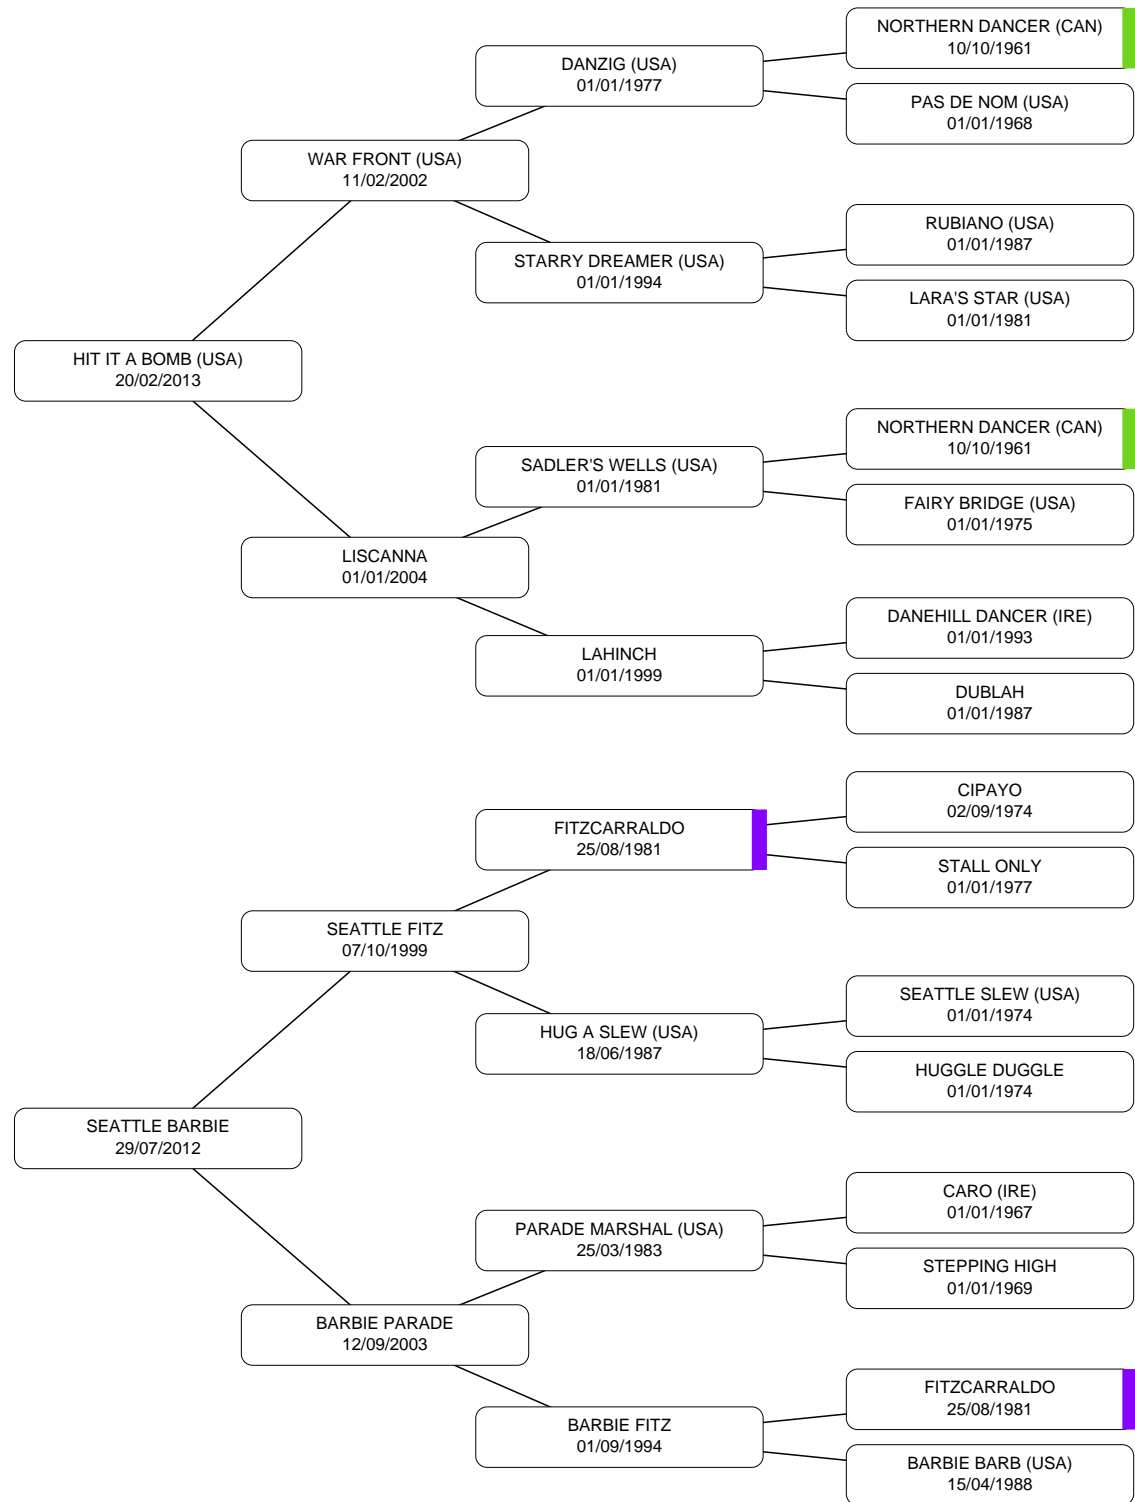 NORTHERN DANCER (CAN)
10/10/1961
DANZIG (USA)
01/01/1977
PAS DE NOM (USA)
01/01/1968
WAR FRONT (USA)
11/02/2002
RUBIANO (USA)
01/01/1987
STARRY DREAMER (USA)
01/01/1994
LARA'S STAR (USA)
01/01/1981
HIT IT A BOMB (USA)
20/02/2013
NORTHERN DANCER (CAN)
10/10/1961
SADLER'S WELLS (USA)
01/01/1981
FAIRY BRIDGE (USA)
01/01/1975
LISCANNA
01/01/2004
DANEHILL DANCER (IRE)
01/01/1993
LAHINCH
01/01/1999
DUBLAH
01/01/1987
CIPAYO
02/09/1974
FITZCARRALDO
25/08/1981
STALL ONLY
01/01/1977
SEATTLE FITZ
07/10/1999
SEATTLE SLEW (USA)
01/01/1974
HUG A SLEW (USA)
18/06/1987
HUGGLE DUGGLE
01/01/1974
SEATTLE BARBIE
29/07/2012
CARO (IRE)
01/01/1967
PARADE MARSHAL (USA)
25/03/1983
STEPPING HIGH
01/01/1969
BARBIE PARADE
12/09/2003
FITZCARRALDO
25/08/1981
BARBIE FITZ
01/09/1994
BARBIE BARB (USA)
15/04/1988